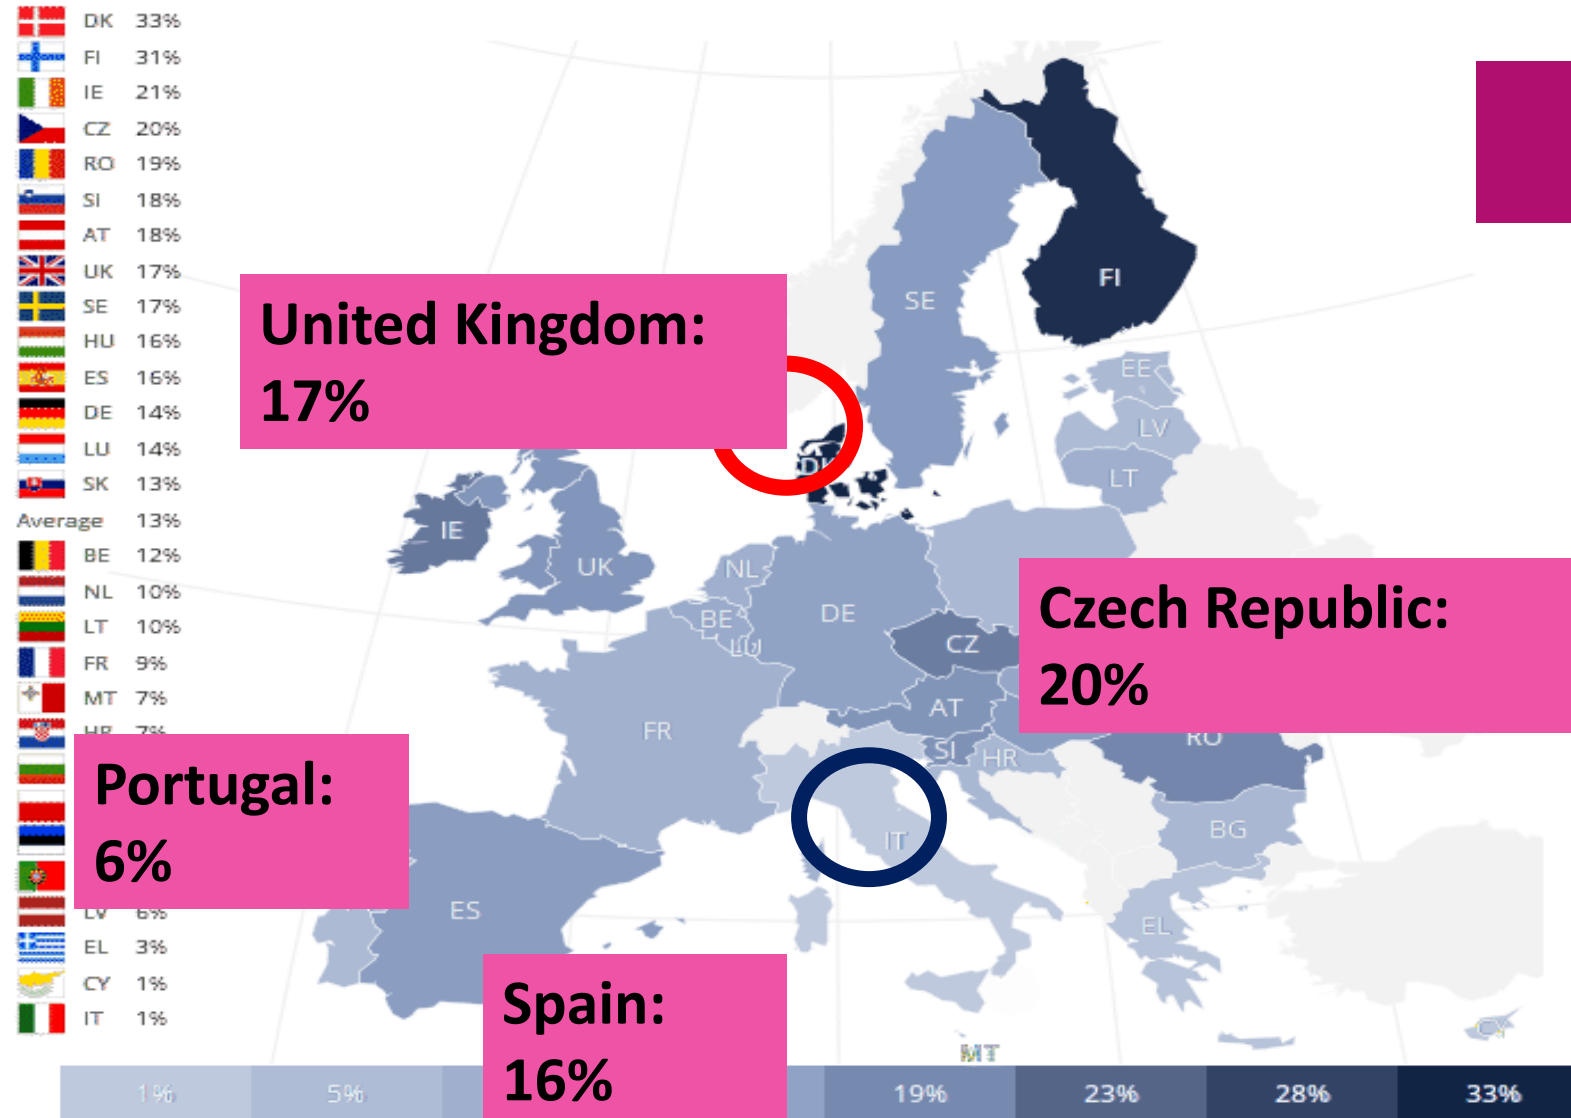 DK 33%
FI 31%
IE 21%
CZ 20%
RO 19%
SI 18%
AT 18%
UK 17%
SE 17%
HU 16%
ES 16%
DE 14%
LU 14%
SK 13%
Average 13%
BE 12%
NL 10%
LT 10%
FR 9%
MT 7%
HR 7%
LV 6%
EL 3%
CY 1%
IT 1%
United Kingdom:
17%
Czech Republic:
20%
Portugal:
6%
Spain:
16%
FI
SE
EE
LV
LT
DK
IE
UK
NL
DE
BE
LU
CZ
AT
FR
SI
HR
RO
IT
BG
ES
EL
CY
MT
1% 5% 19% 23% 28% 33%